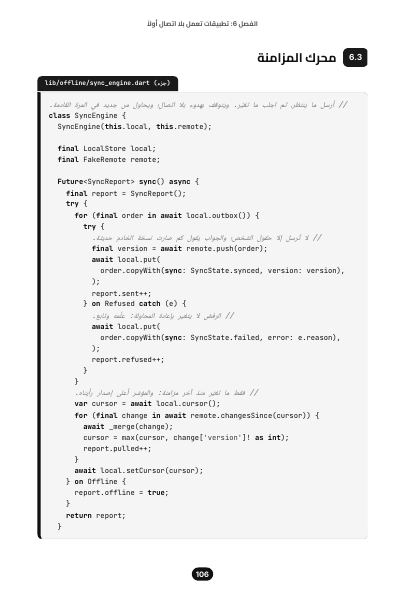 الفصل 6: تطبيقات تعمل بلا اتصال أولًا
6.3 محرك المزامنة
lib/offline/sync_engine.dart (جزء)
// أرسل ما ينتظر، ثم اجلب ما تغير. ويتوقف بهدوء بلا اتصال؛ ويحاول من جديد في المرة القادمة.
class SyncEngine {
  SyncEngine(this.local, this.remote);

  final LocalStore local;
  final FakeRemote remote;

  Future<SyncReport> sync() async {
    final report = SyncReport();
    try {
      for (final order in await local.outbox()) {
        try {
          // لا نرسل إلا حقول الشخص؛ والجواب يقول كم صارت نسخة الخادم حديثة.
          final version = await remote.push(order);
          await local.put(
            order.copyWith(sync: SyncState.synced, version: version),
          );
          report.sent++;
        } on Refused catch (e) {
          // الرفض لا يتغير بإعادة المحاولة: علّمه وتابع.
          await local.put(
            order.copyWith(sync: SyncState.failed, error: e.reason),
          );
          report.refused++;
        }
      }
      // فقط ما تغير منذ آخر مزامنة؛ والمؤشر أعلى إصدار رأيناه.
      var cursor = await local.cursor();
      for (final change in await remote.changesSince(cursor)) {
        await _merge(change);
        cursor = max(cursor, change['version']! as int);
        report.pulled++;
      }
      await local.setCursor(cursor);
    } on Offline {
      report.offline = true;
    }
    return report;
  }
106